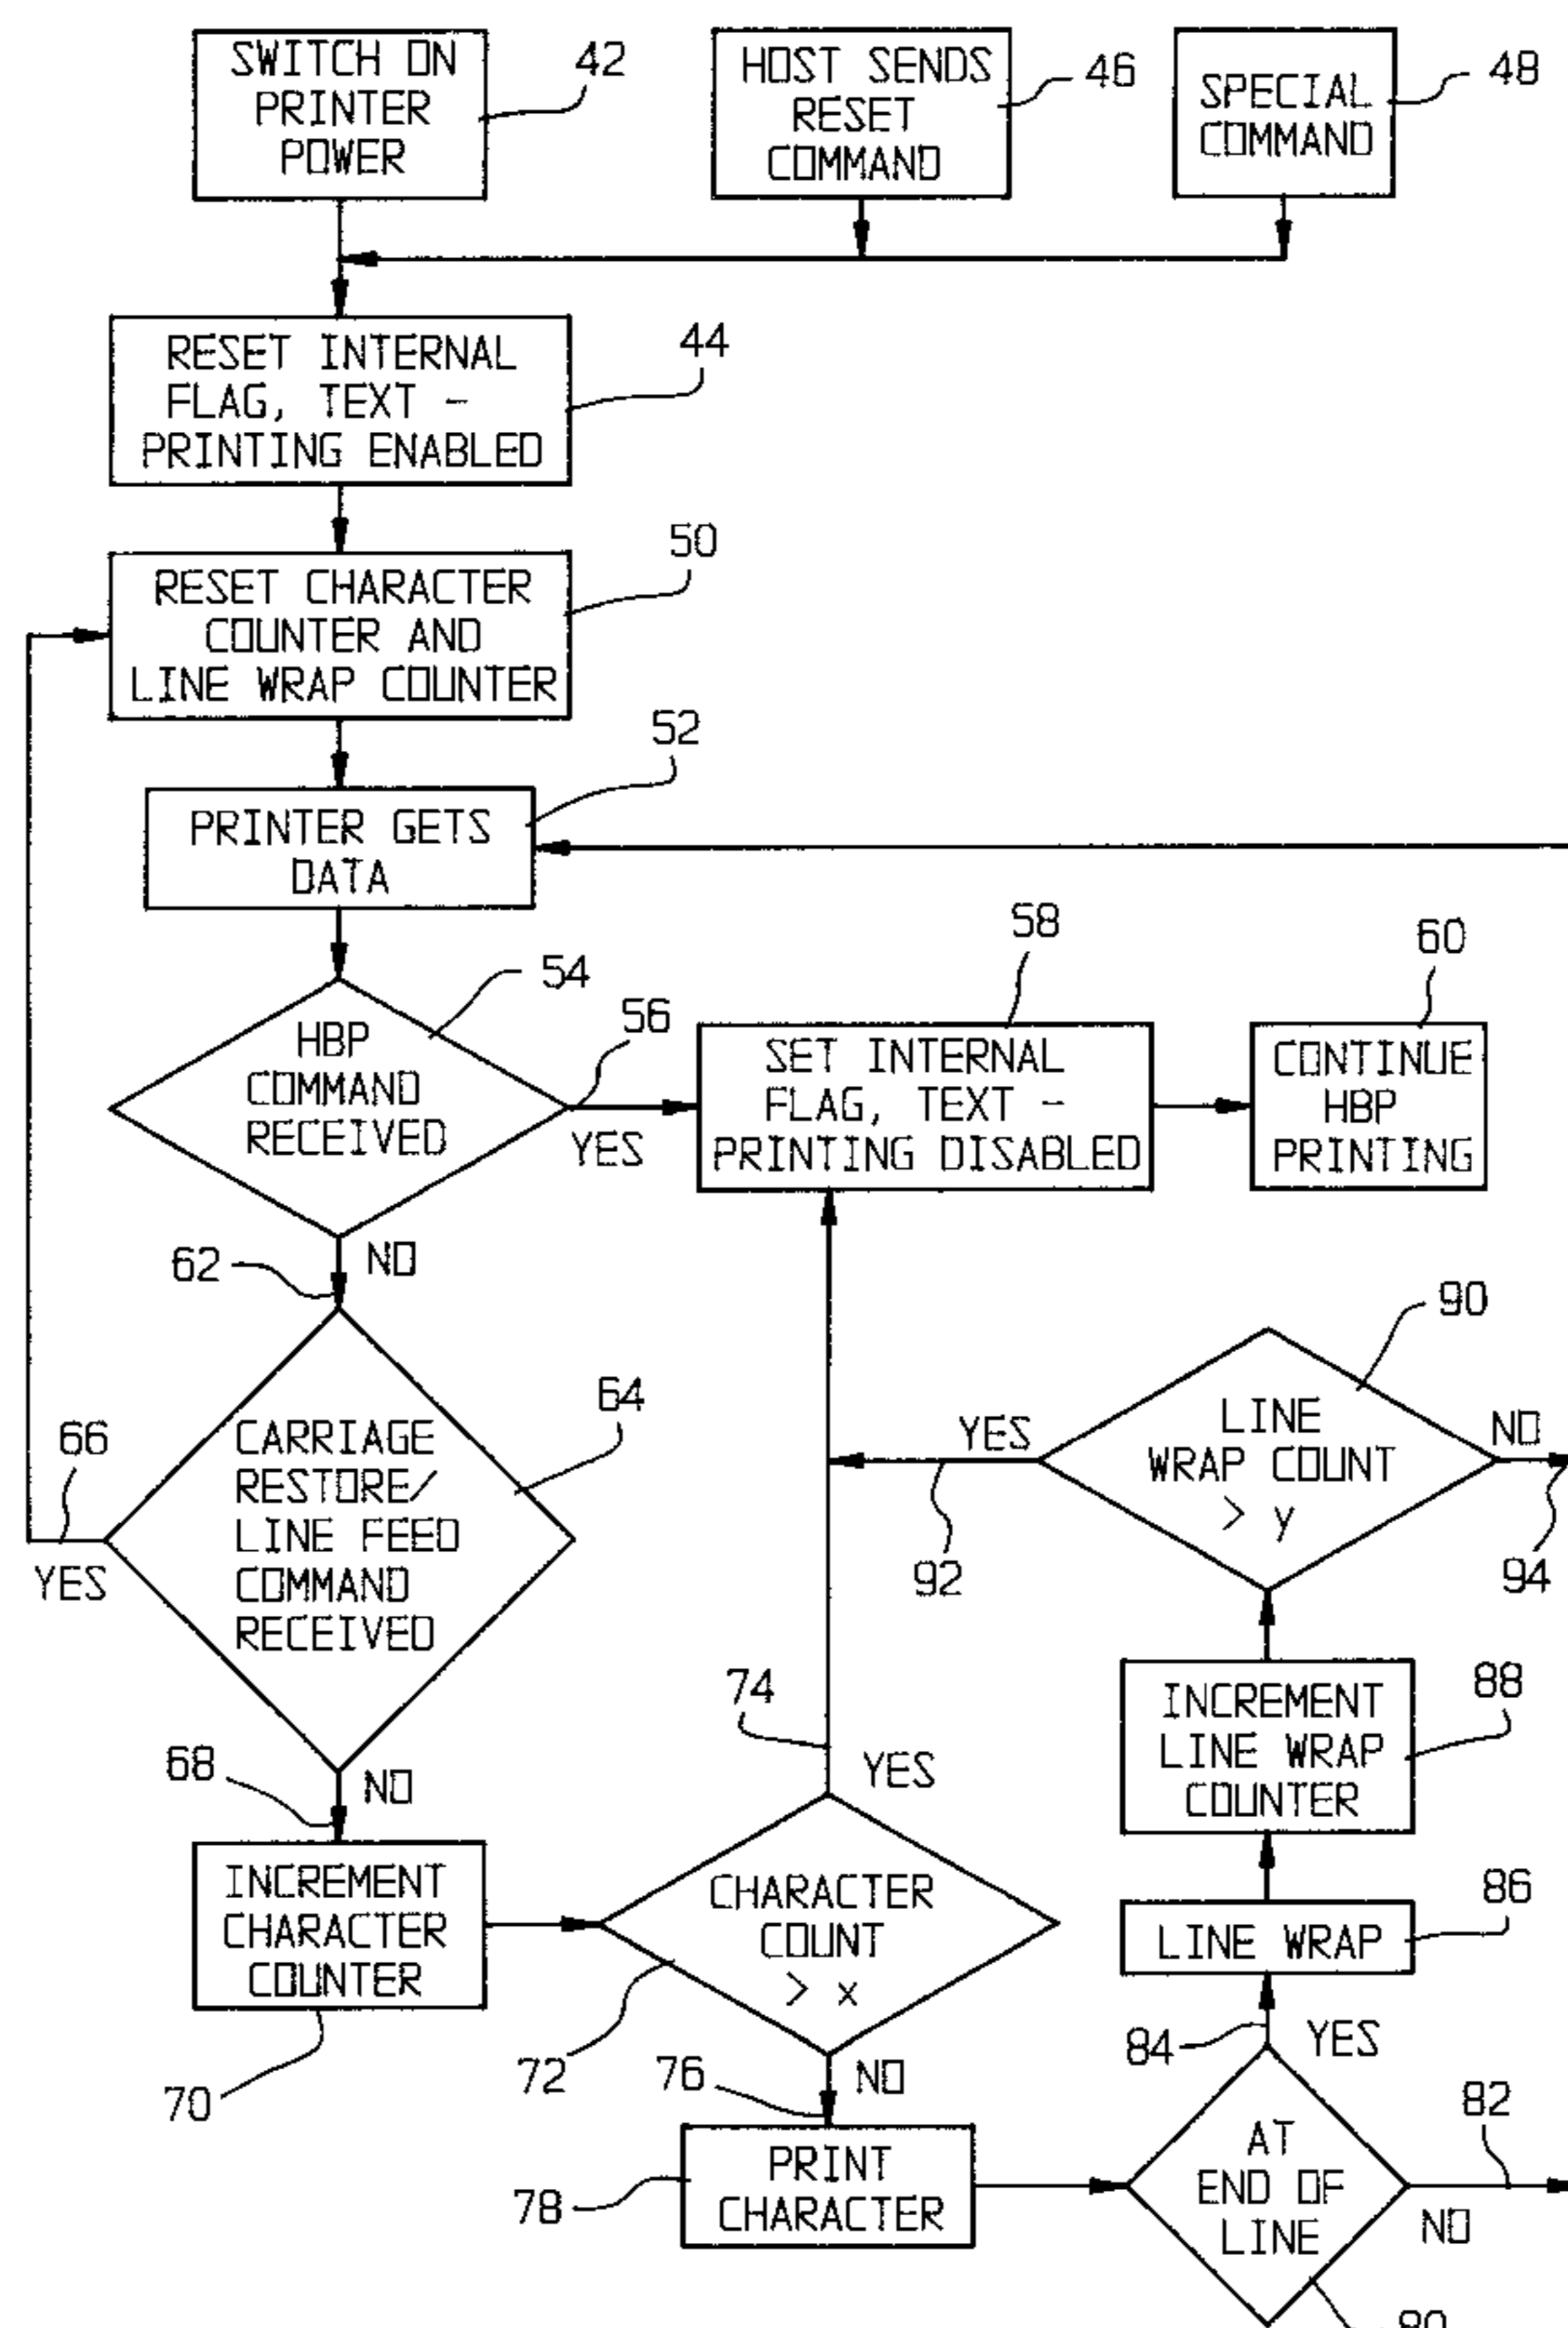 SWITCH ON
PRINTER
POWER
42
HOST SENDS
RESET
COMMAND
46
SPECIAL
COMMAND
48
RESET INTERNAL
FLAG, TEXT -
PRINTING ENABLED
44
RESET CHARACTER
COUNTER AND
LINE WRAP COUNTER
50
PRINTER GETS
DATA
52
HBP
COMMAND
RECEIVED
54
56
YES
SET INTERNAL
FLAG, TEXT -
PRINTING DISABLED
58
CONTINUE
HBP
PRINTING
60
62
NO
CARRIAGE
RESTORE/
LINE FEED
COMMAND
RECEIVED
64
66
YES
68
NO
INCREMENT
CHARACTER
COUNTER
70
CHARACTER
COUNT
> x
72
74
YES
76
NO
PRINT
CHARACTER
78
AT
END OF
LINE
80
82
NO
84
YES
LINE WRAP
86
INCREMENT
LINE WRAP
COUNTER
88
LINE
WRAP COUNT
> y
90
YES
92
NO
94